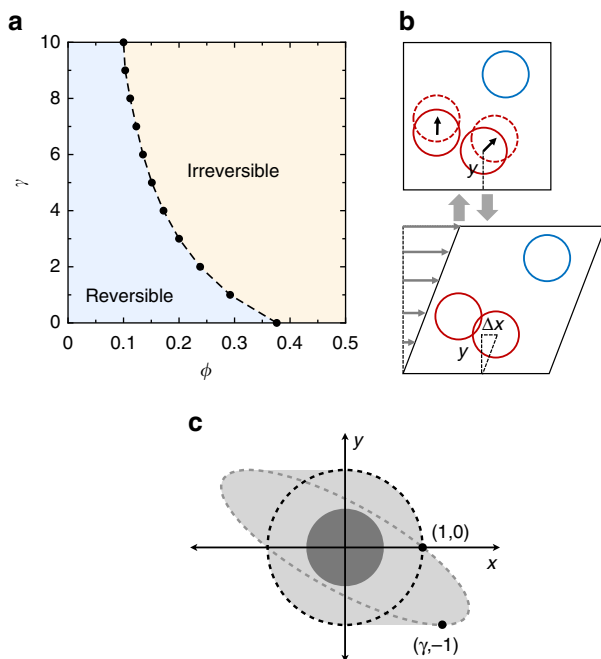 a
10
8
6
4
2
0
γ
Irreversible
Reversible
0
0.1
0.2
0.3
0.4
0.5
ϕ
b
y
Δx
y
c
y
(1,0)
x
(γ,−1)